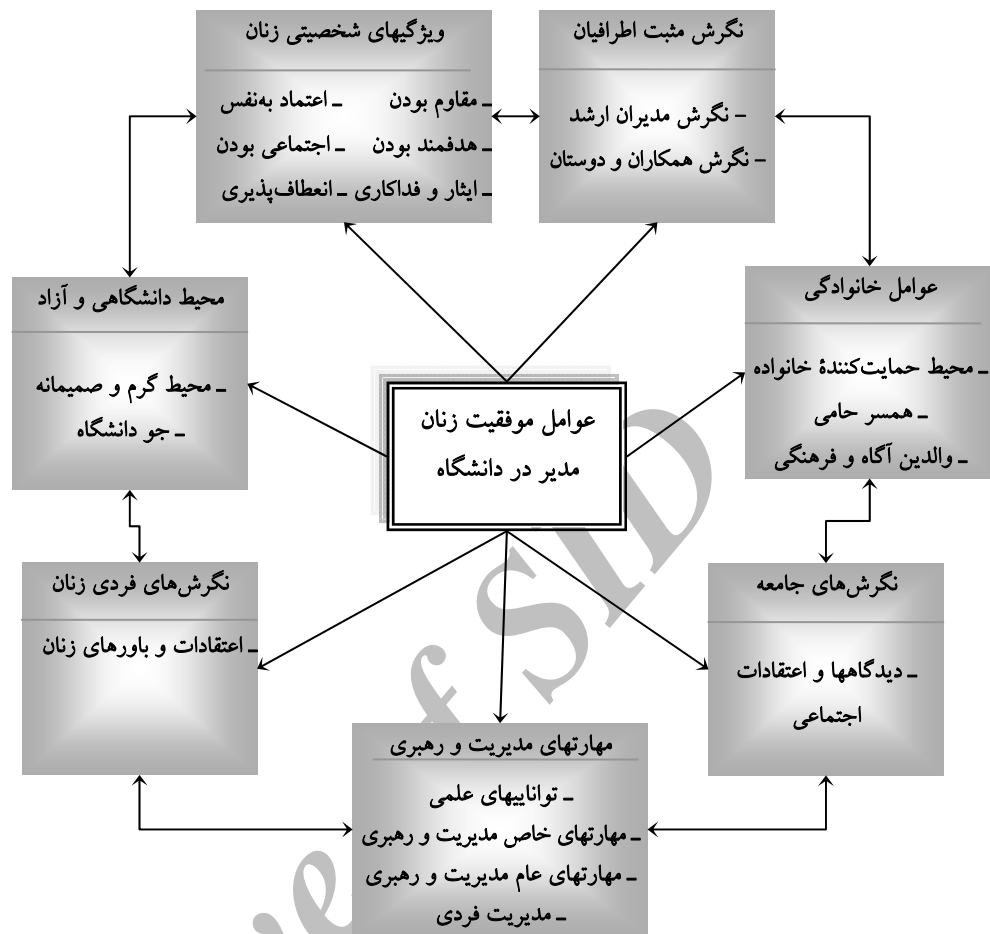 نگرش مثبت اطرافیان
– نگرش مدیران ارشد
– نگرش همکاران و دوستان
ویژگیهای شخصیتی زنان
ـ مقاوم بودن ـ اعتماد به‌نفس
ـ هدفمند بودن ـ اجتماعی بودن
ـ ایثار و فداکاری ـ انعطاف‌پذیری
عوامل خانوادگی
ـ محیط حمایت‌کنندۀ خانواده
ـ همسر حامی
ـ والدین آگاه و فرهنگی
محیط دانشگاهی و آزاد
ـ محیط گرم و صمیمانه
ـ جو دانشگاه
عوامل موفقیت زنان
مدیر در دانشگاه
نگرش‌های جامعه
ـ دیدگاهها و اعتقادات
اجتماعی
نگرش‌های فردی زنان
ـ اعتقادات و باورهای زنان
مهارتهای مدیریت و رهبری
ـ تواناییهای علمی
ـ مهارتهای خاص مدیریت و رهبری
ـ مهارتهای عام مدیریت و رهبری
ـ مدیریت فردی
ive of SID